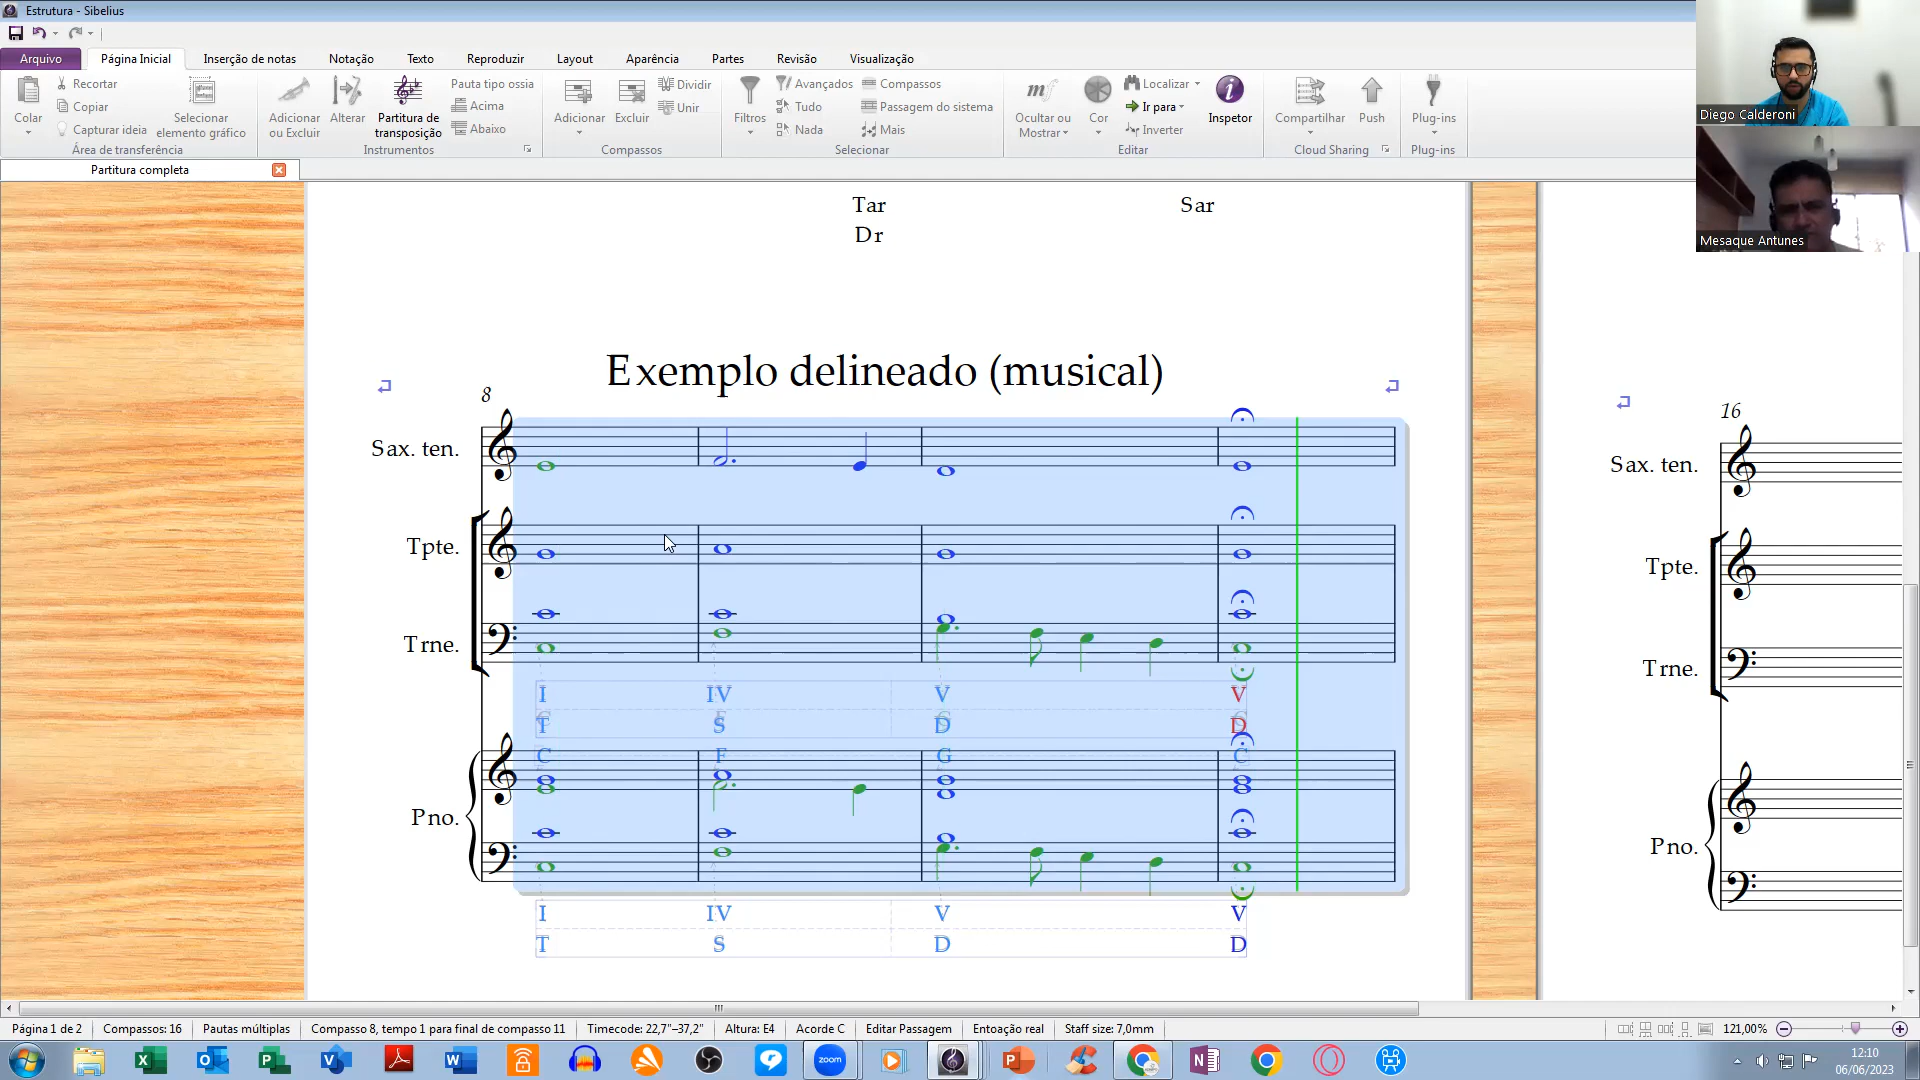 Estrutura - Sibelius
Arquivo Página Inicial Inserção de notas Notação Texto Reproduzir Layout Aparência Partes Revisão Visualização
Colar
Recortar
Copiar
Capturar ideia
Selecionar elemento gráfico
Área de transferência
Adicionar ou Excluir
Alterar
Partitura de transposição
Pauta tipo ossia
Acima
Abaixo
Instrumentos
Adicionar
Excluir
Dividir
Unir
Compassos
Filtros
Avançados
Tudo
Nada
Compassos
Passagem do sistema
Mais
Selecionar
Ocultar ou Mostrar
Cor
Localizar
Ir para
Inverter
Editar
Inspetor
Compartilhar
Push
Cloud Sharing
Plug-ins
Plug-ins
Diego Calderoni
Mesaque Antunes
Partitura completa
Tar Sar
Dr
Exemplo delineado (musical)
8
Sax. ten.
Tpte.
Trne.
I IV V V
T S D D
C F G C
Pno.
I IV V V
T S D D
16
Sax. ten.
Tpte.
Trne.
Pno.
Página 1 de 2 Compassos: 16 Pautas múltiplas Compasso 8, tempo 1 para final de compasso 11 Timecode: 22,7"–37,2" Altura: E4 Acorde C Editar Passagem Entoação real Staff size: 7,0mm 121,00%
zoom
12:10
06/06/2023